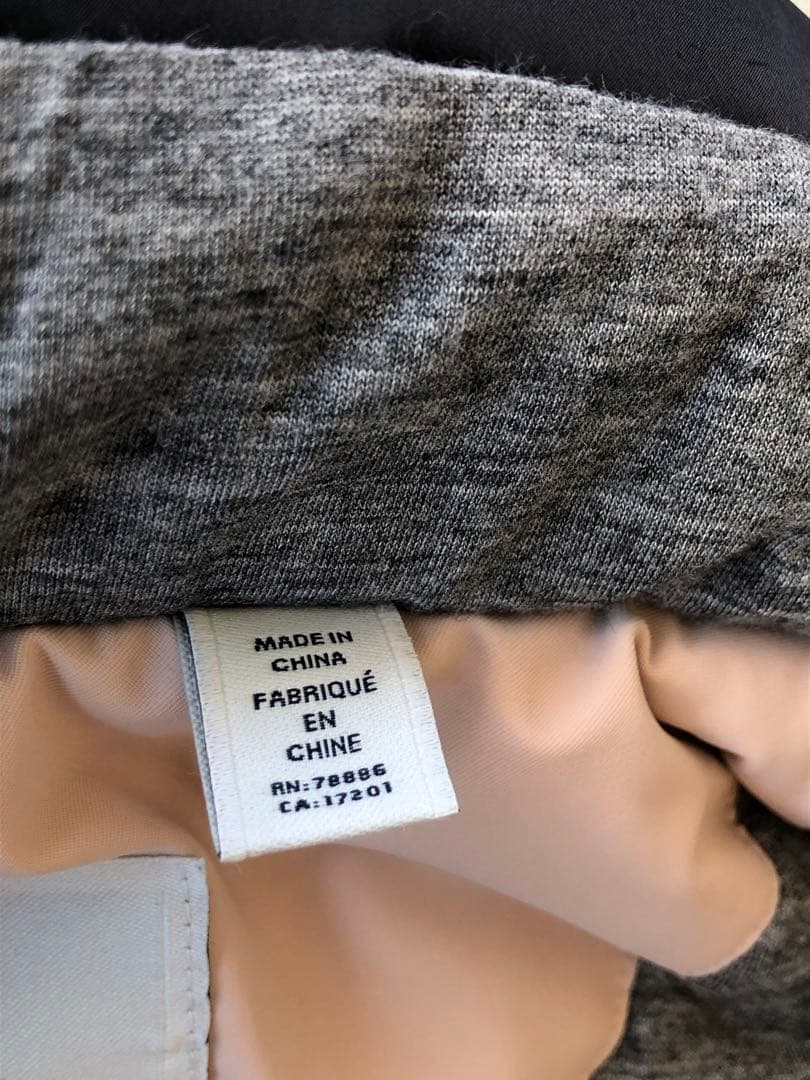 MADE IN
CHINA
FABRIQUÉ
EN
CHINE
RN:78886
CA:17201